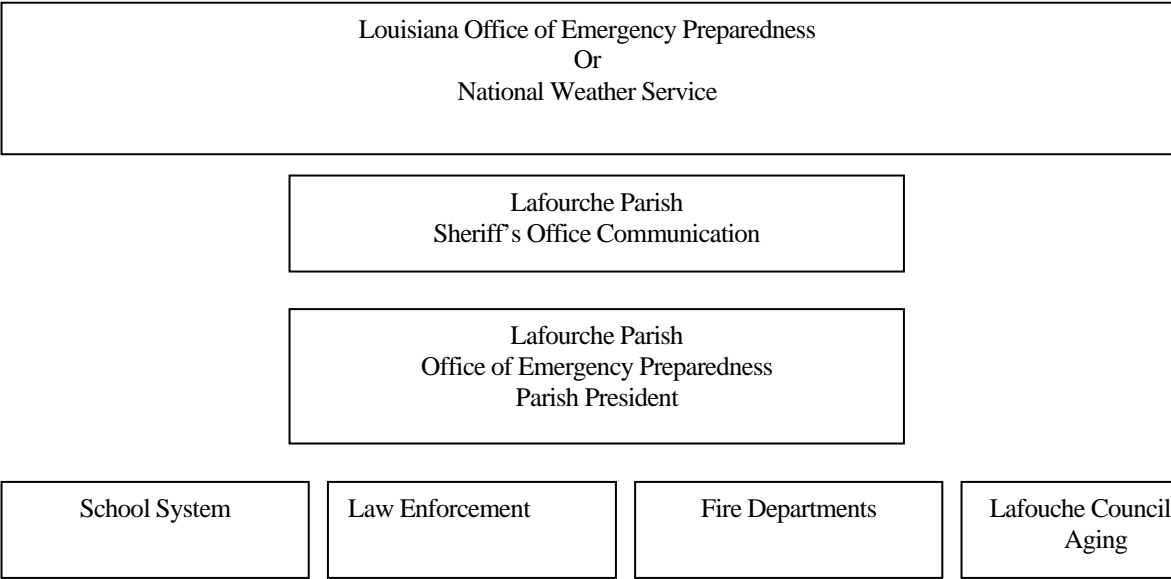 Louisiana Office of Emergency Preparedness
Or
National Weather Service
Lafourche Parish
Sheriff’s Office Communication
Lafourche Parish
Office of Emergency Preparedness
Parish President
School System
Law Enforcement
Fire Departments
Lafouche Council
Aging